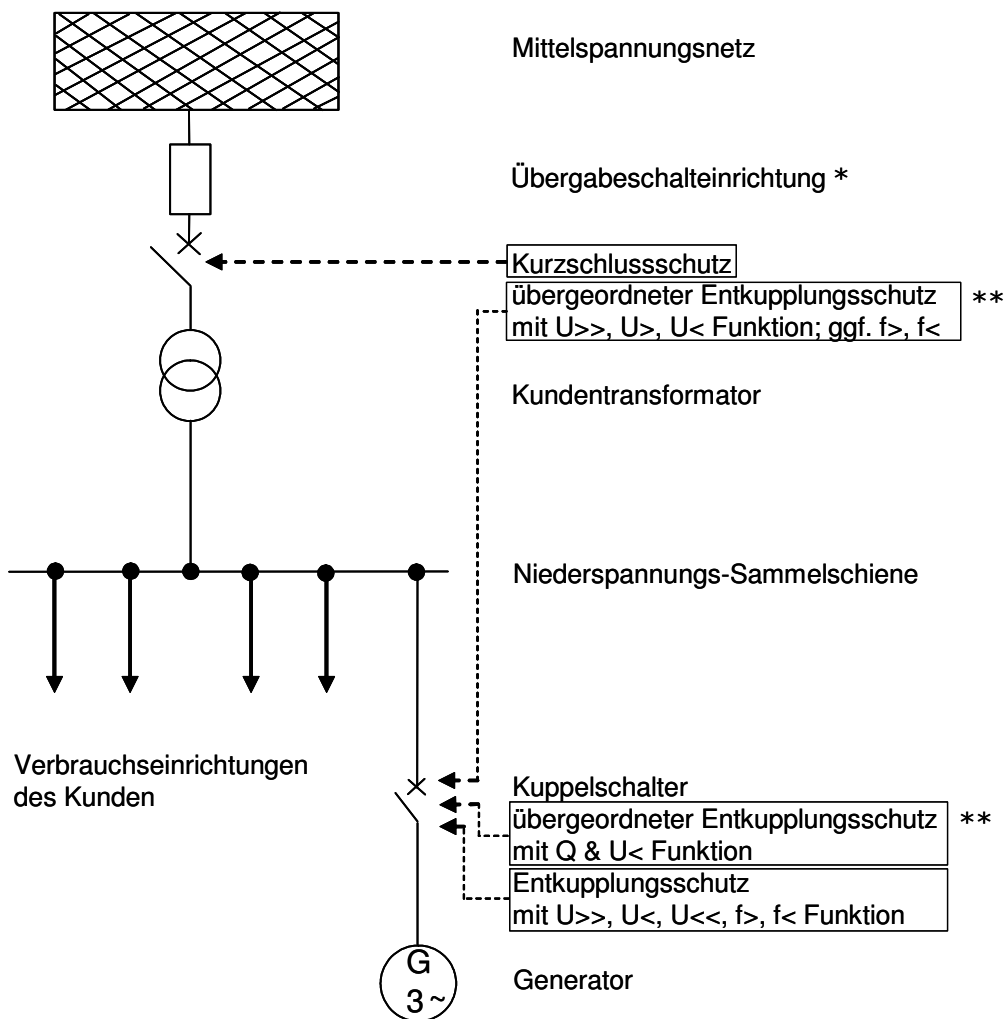 Mittelspannungsnetz
Übergabeschalteinrichtung *
Kurzschlussschutz
übergeordneter Entkupplungsschutz **
mit U>>, U>, U< Funktion; ggf. f>, f<
Kundentransformator
Niederspannungs-Sammelschiene
Verbrauchseinrichtungen
des Kunden
Kuppelschalter
übergeordneter Entkupplungsschutz **
mit Q & U< Funktion
Entkupplungsschutz
mit U>>, U<, U<<, f>, f< Funktion
G
3~
Generator